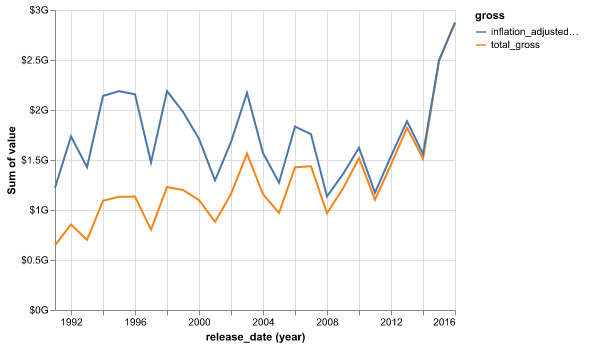 $3G
$2.5G
$2G
$1.5G
$1G
$0.5G
$0G
Sum of value
1992 1996 2000 2004 2008 2012 2016
release_date (year)
gross
inflation_adjusted…
total_gross